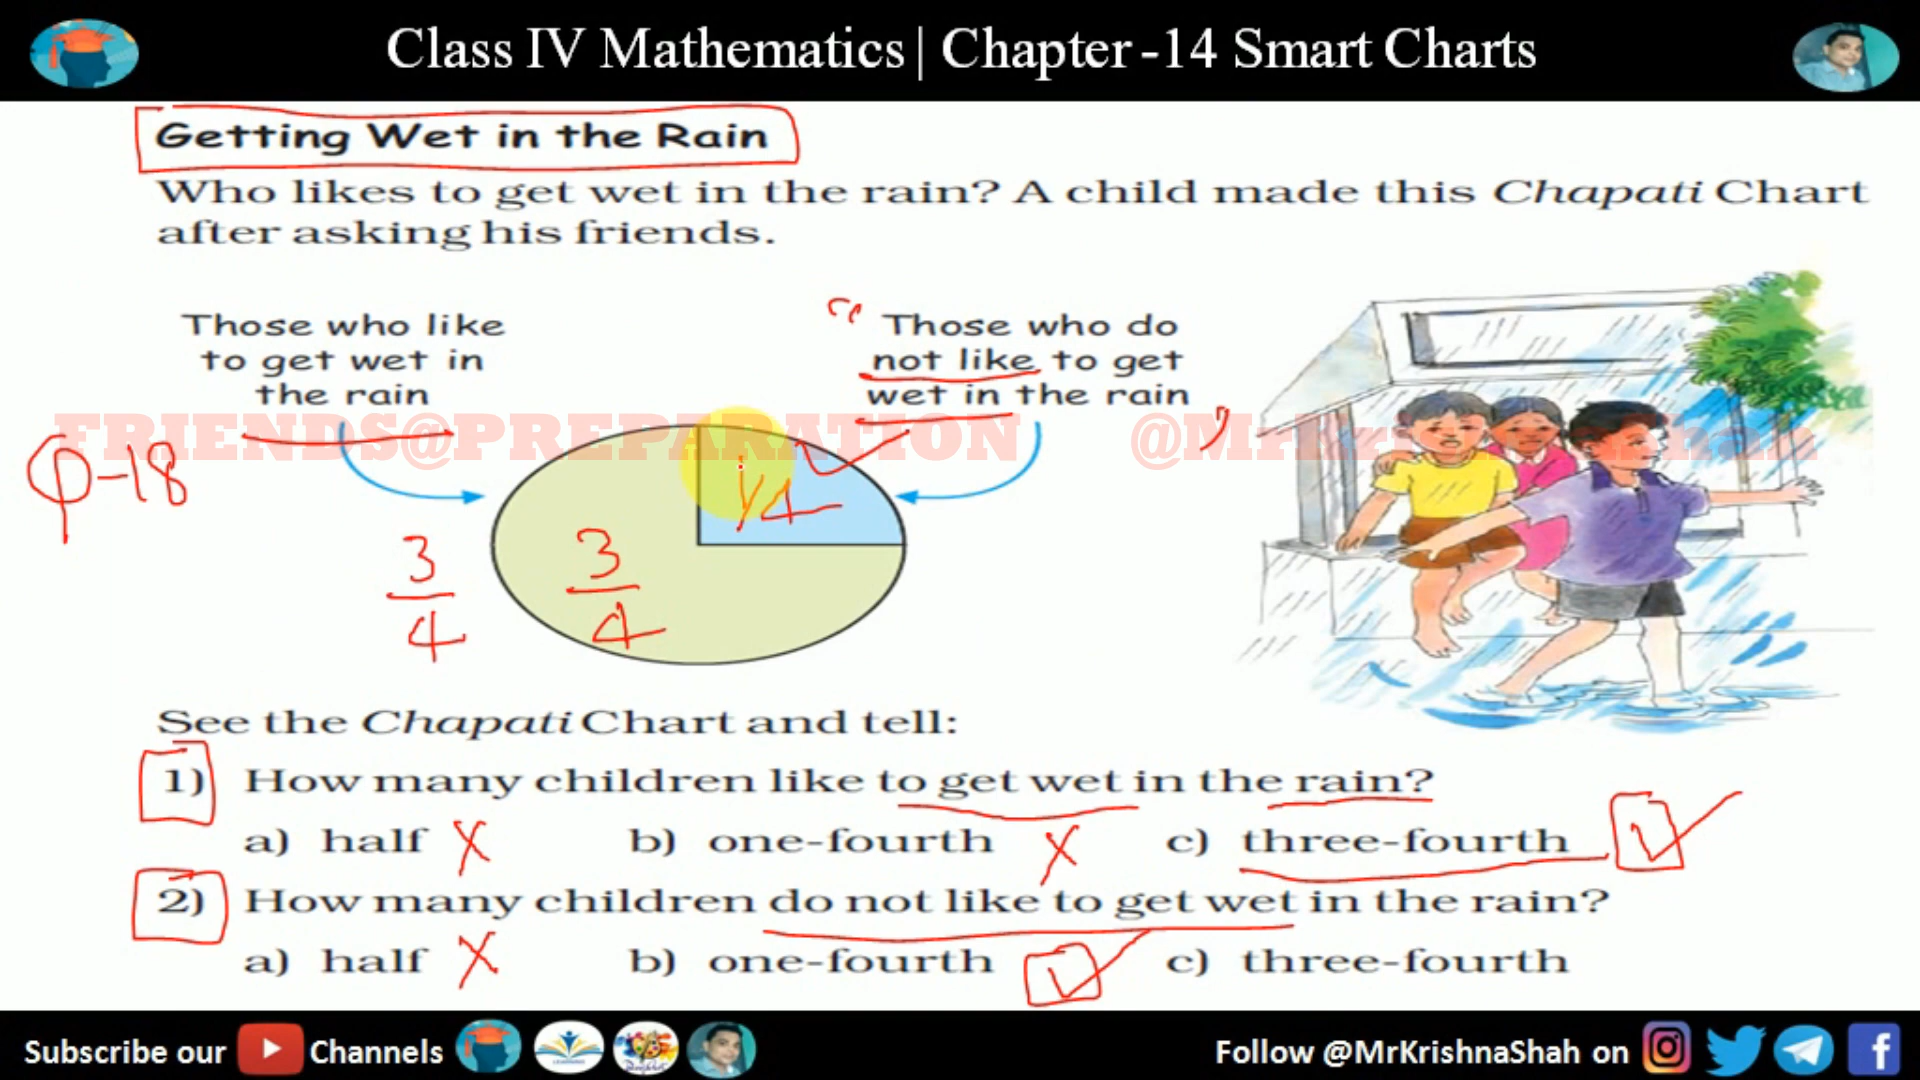 Class IV Mathematics | Chapter -14 Smart Charts
Getting Wet in the Rain
Who likes to get wet in the rain? A child made this Chapati Chart
after asking his friends.
Those who like
to get wet in
the rain
Those who do
not like to get
wet in the rain
FRIENDS@PREPARATION @MrKrishnaShah
Q-18
1/4
3/4
3/4
See the Chapati Chart and tell:
1) How many children like to get wet in the rain?
a) half X b) one-fourth X c) three-fourth
2) How many children do not like to get wet in the rain?
a) half X b) one-fourth c) three-fourth
Subscribe our Channels
Follow @MrKrishnaShah on